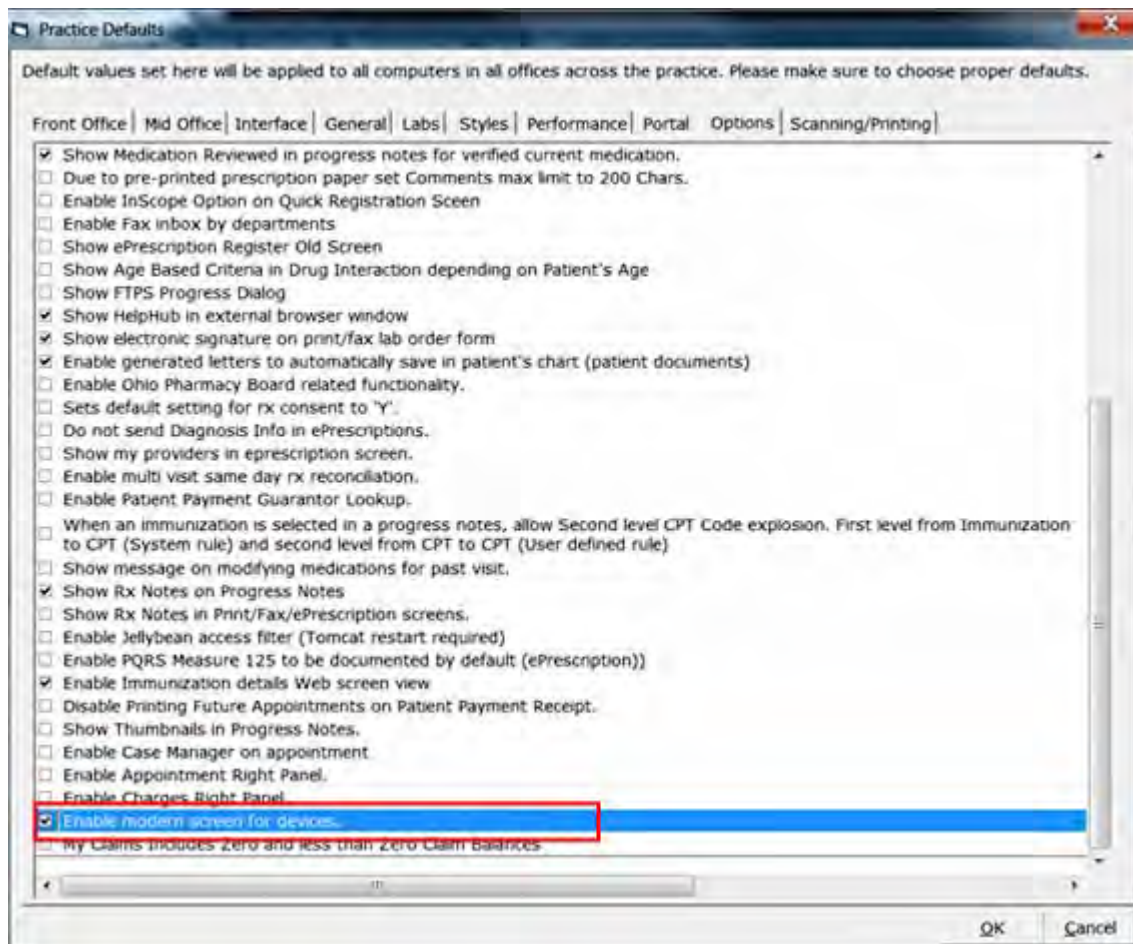 Practice Defaults
Default values set here will be applied to all computers in all offices across the practice. Please make sure to choose proper defaults.
Front Office Mid Office Interface General Labs Styles Performance Portal Options Scanning/Printing
Show Medication Reviewed in progress notes for verified current medication.
Due to pre-printed prescription paper set Comments max limit to 200 Chars.
Enable InScope Option on Quick Registration Sceen
Enable Fax inbox by departments
Show ePrescription Register Old Screen
Show Age Based Criteria in Drug Interaction depending on Patient's Age
Show FTPS Progress Dialog
Show HelpHub in external browser window
Show electronic signature on print/fax lab order form
Enable generated letters to automatically save in patient's chart (patient documents)
Enable Ohio Pharmacy Board related functionality.
Sets default setting for rx consent to 'Y'.
Do not send Diagnosis Info in ePrescriptions.
Show my providers in eprescription screen.
Enable multi visit same day rx reconciliation.
Enable Patient Payment Guarantor Lookup.
When an immunization is selected in a progress notes, allow Second level CPT Code explosion. First level from Immunization
to CPT (System rule) and second level from CPT to CPT (User defined rule)
Show message on modifying medications for past visit.
Show Rx Notes on Progress Notes
Show Rx Notes in Print/Fax/ePrescription screens.
Enable Jellybean access filter (Tomcat restart required)
Enable PQRS Measure 125 to be documented by default (ePrescription))
Enable Immunization details Web screen view
Disable Printing Future Appointments on Patient Payment Receipt.
Show Thumbnails in Progress Notes.
Enable Case Manager on appointment
Enable Appointment Right Panel.
Enable Charges Right Panel
Enable modern screen for devices.
My Claims Includes Zero and less than Zero Claim Balances
OK Cancel